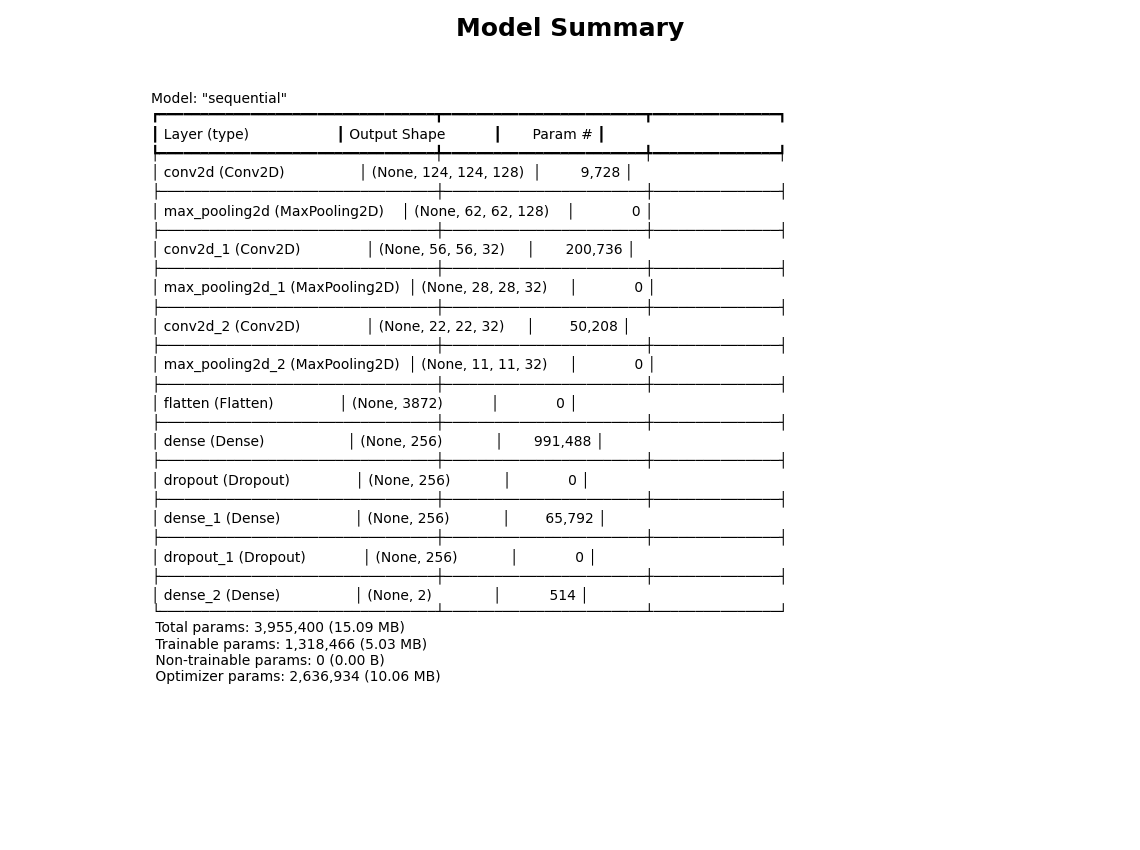 Model Summary
Model: "sequential"
┃ Layer (type) ┃ Output Shape ┃ Param # ┃
│ conv2d (Conv2D) │ (None, 124, 124, 128) │ 9,728 │
│ max_pooling2d (MaxPooling2D) │ (None, 62, 62, 128) │ 0 │
│ conv2d_1 (Conv2D) │ (None, 56, 56, 32) │ 200,736 │
│ max_pooling2d_1 (MaxPooling2D) │ (None, 28, 28, 32) │ 0 │
│ conv2d_2 (Conv2D) │ (None, 22, 22, 32) │ 50,208 │
│ max_pooling2d_2 (MaxPooling2D) │ (None, 11, 11, 32) │ 0 │
│ flatten (Flatten) │ (None, 3872) │ 0 │
│ dense (Dense) │ (None, 256) │ 991,488 │
│ dropout (Dropout) │ (None, 256) │ 0 │
│ dense_1 (Dense) │ (None, 256) │ 65,792 │
│ dropout_1 (Dropout) │ (None, 256) │ 0 │
│ dense_2 (Dense) │ (None, 2) │ 514 │
Total params: 3,955,400 (15.09 MB)
Trainable params: 1,318,466 (5.03 MB)
Non-trainable params: 0 (0.00 B)
Optimizer params: 2,636,934 (10.06 MB)